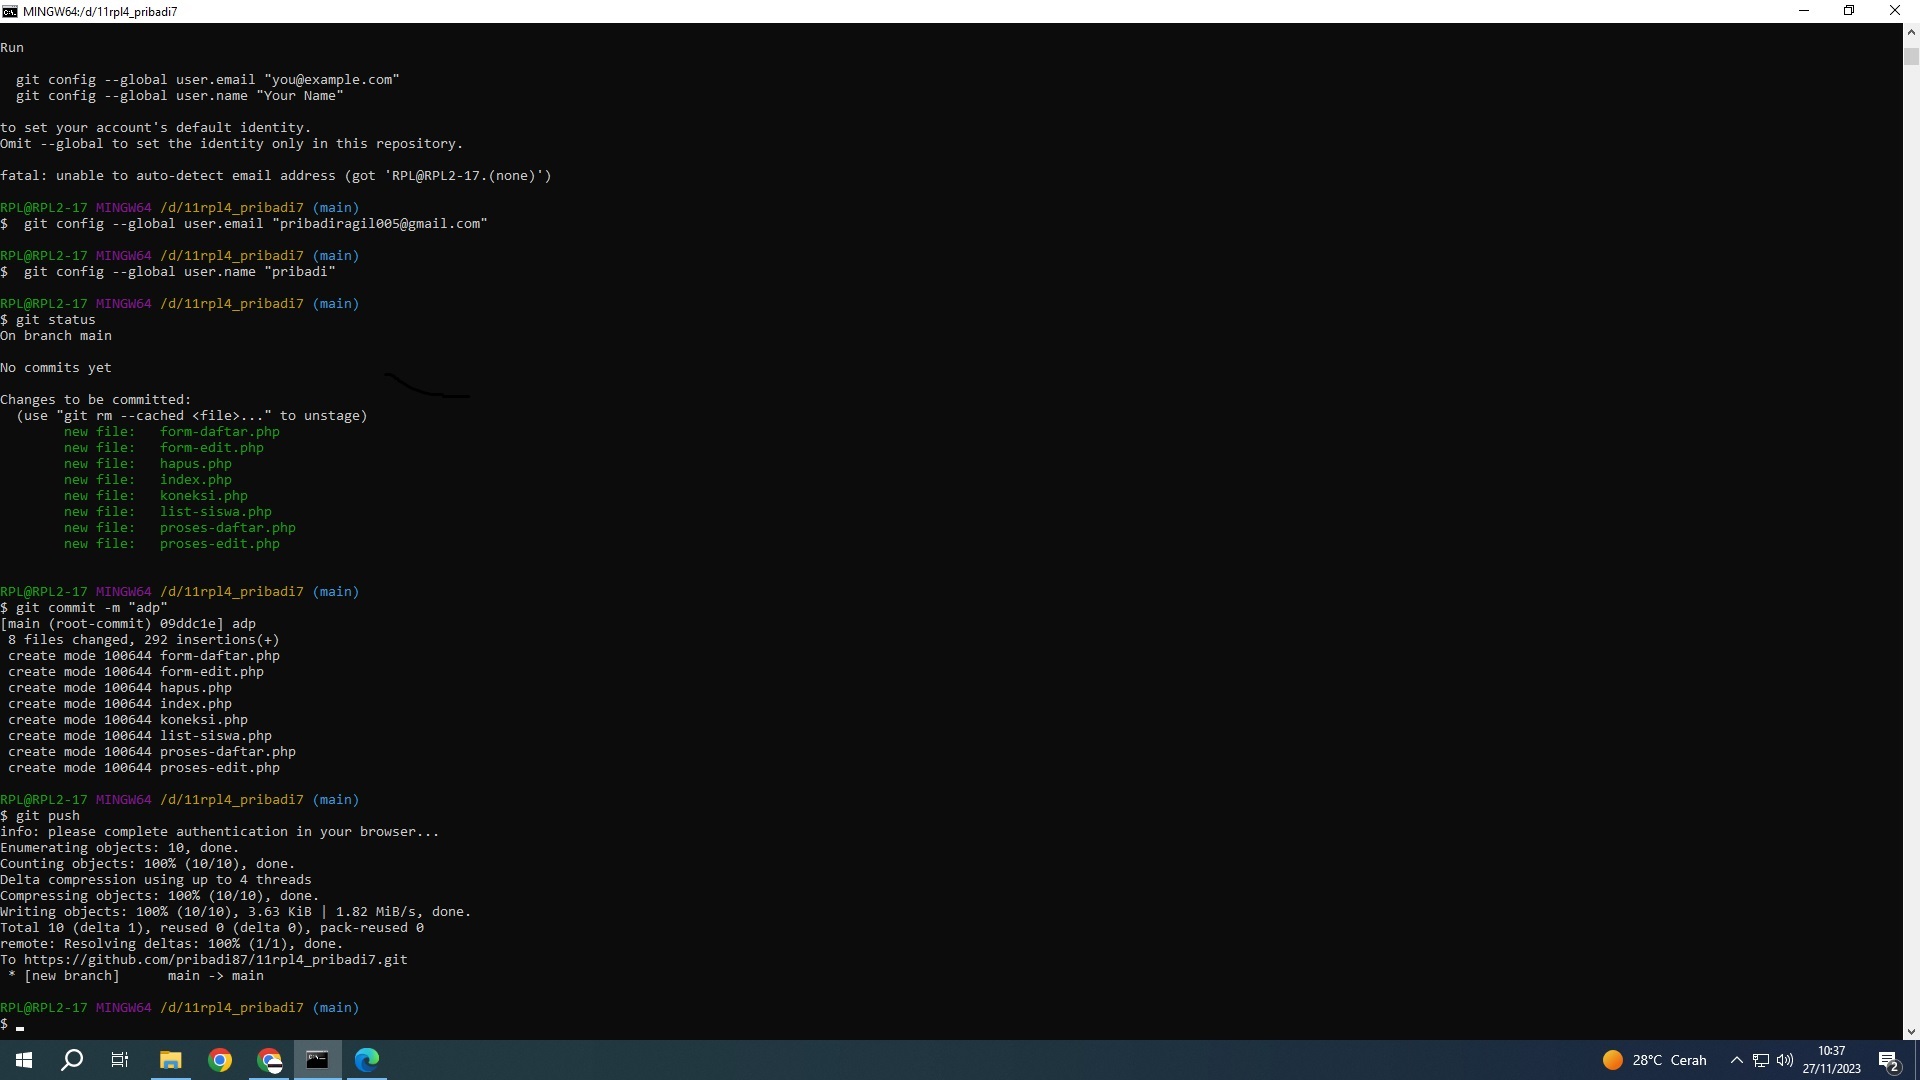 MINGW64:/d/11rpl4_pribadi7
Run
git config --global user.email "you@example.com"
git config --global user.name "Your Name"
to set your account's default identity.
Omit --global to set the identity only in this repository.
fatal: unable to auto-detect email address (got 'RPL@RPL2-17.(none)')
RPL@RPL2-17 MINGW64 /d/11rpl4_pribadi7 (main)
$  git config --global user.email "pribadiragil005@gmail.com"
RPL@RPL2-17 MINGW64 /d/11rpl4_pribadi7 (main)
$  git config --global user.name "pribadi"
RPL@RPL2-17 MINGW64 /d/11rpl4_pribadi7 (main)
$ git status
On branch main
No commits yet
Changes to be committed:
(use "git rm --cached <file>..." to unstage)
new file:   form-daftar.php
new file:   form-edit.php
new file:   hapus.php
new file:   index.php
new file:   koneksi.php
new file:   list-siswa.php
new file:   proses-daftar.php
new file:   proses-edit.php
RPL@RPL2-17 MINGW64 /d/11rpl4_pribadi7 (main)
$ git commit -m "adp"
[main (root-commit) 09ddc1e] adp
8 files changed, 292 insertions(+)
create mode 100644 form-daftar.php
create mode 100644 form-edit.php
create mode 100644 hapus.php
create mode 100644 index.php
create mode 100644 koneksi.php
create mode 100644 list-siswa.php
create mode 100644 proses-daftar.php
create mode 100644 proses-edit.php
RPL@RPL2-17 MINGW64 /d/11rpl4_pribadi7 (main)
$ git push
info: please complete authentication in your browser...
Enumerating objects: 10, done.
Counting objects: 100% (10/10), done.
Delta compression using up to 4 threads
Compressing objects: 100% (10/10), done.
Writing objects: 100% (10/10), 3.63 KiB | 1.82 MiB/s, done.
Total 10 (delta 1), reused 0 (delta 0), pack-reused 0
remote: Resolving deltas: 100% (1/1), done.
To https://github.com/pribadi87/11rpl4_pribadi7.git
* [new branch]      main -> main
RPL@RPL2-17 MINGW64 /d/11rpl4_pribadi7 (main)
$
28°C Cerah
10:37
27/11/2023
2